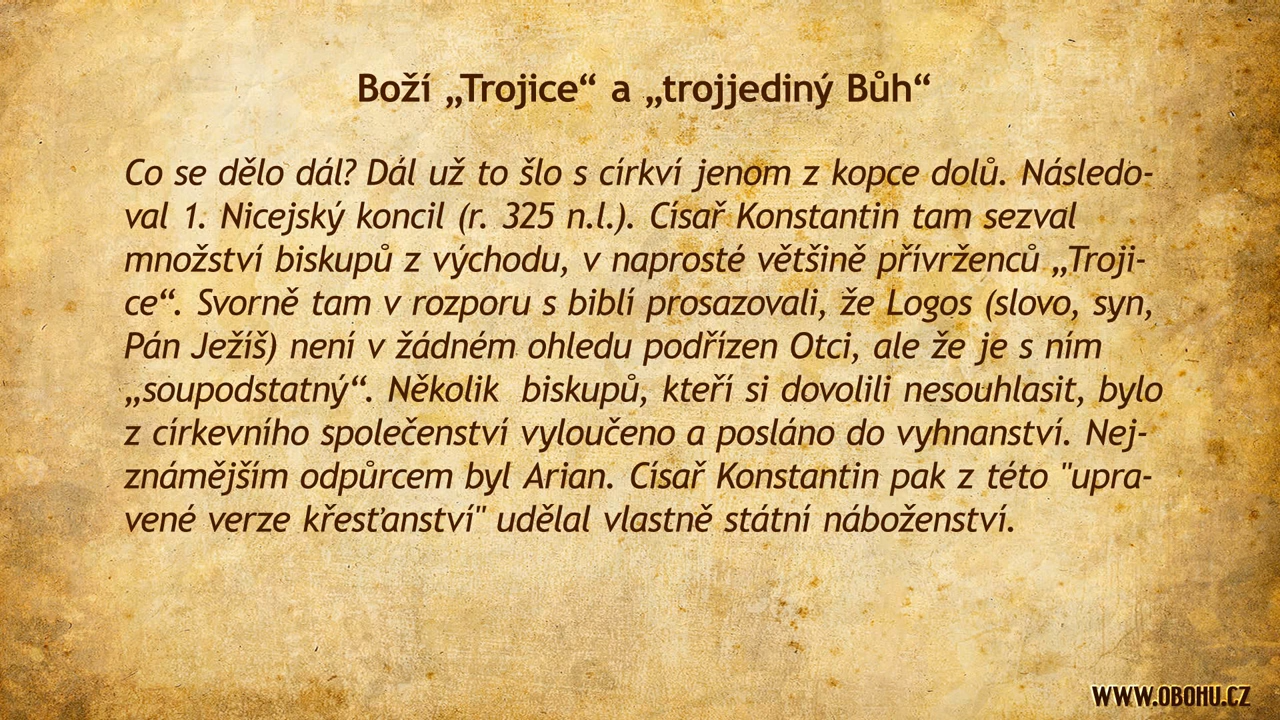 Boží „Trojice“ a „trojjediný Bůh“
Co se dělo dál? Dál už to šlo s církví jenom z kopce dolů. Následo-
val 1. Nicejský koncil (r. 325 n.l.). Císař Konstantin tam sezval
množství biskupů z východu, v naprosté většině přívrženců „Troji-
ce“. Svorně tam v rozporu s biblí prosazovali, že Logos (slovo, syn,
Pán Ježíš) není v žádném ohledu podřízen Otci, ale že je s ním
„soupodstatný“. Několik  biskupů, kteří si dovolili nesouhlasit, bylo
z církevního společenství vyloučeno a posláno do vyhnanství. Nej-
známějším odpůrcem byl Arian. Císař Konstantin pak z této "upra-
vené verze křesťanství" udělal vlastně státní náboženství.
WWW.OBOHU.CZ